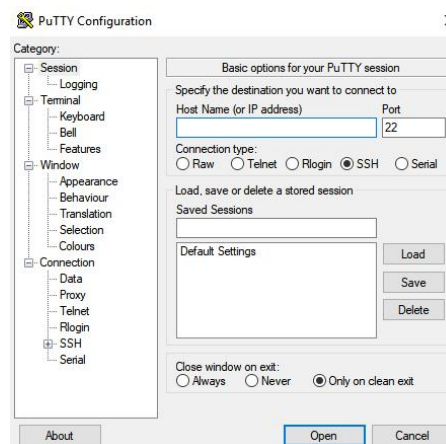 PuTTY Configuration
Category:
Session
Logging
Terminal
Keyboard
Bell
Features
Window
Appearance
Behaviour
Translation
Selection
Colours
Connection
Data
Proxy
Telnet
Rlogin
SSH
Serial
Basic options for your PuTTY session
Specify the destination you want to connect to
Host Name (or IP address) Port
22
Connection type:
Raw Telnet Rlogin SSH Serial
Load, save or delete a stored session
Saved Sessions
Default Settings
Load
Save
Delete
Close window on exit:
Always Never Only on clean exit
About Open Cancel